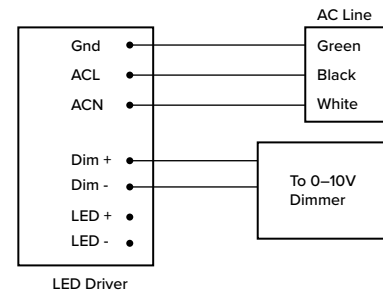 AC Line
Gnd
Green
ACL
Black
ACN
White
Dim +
Dim -
To 0–10V
Dimmer
LED +
LED -
LED Driver